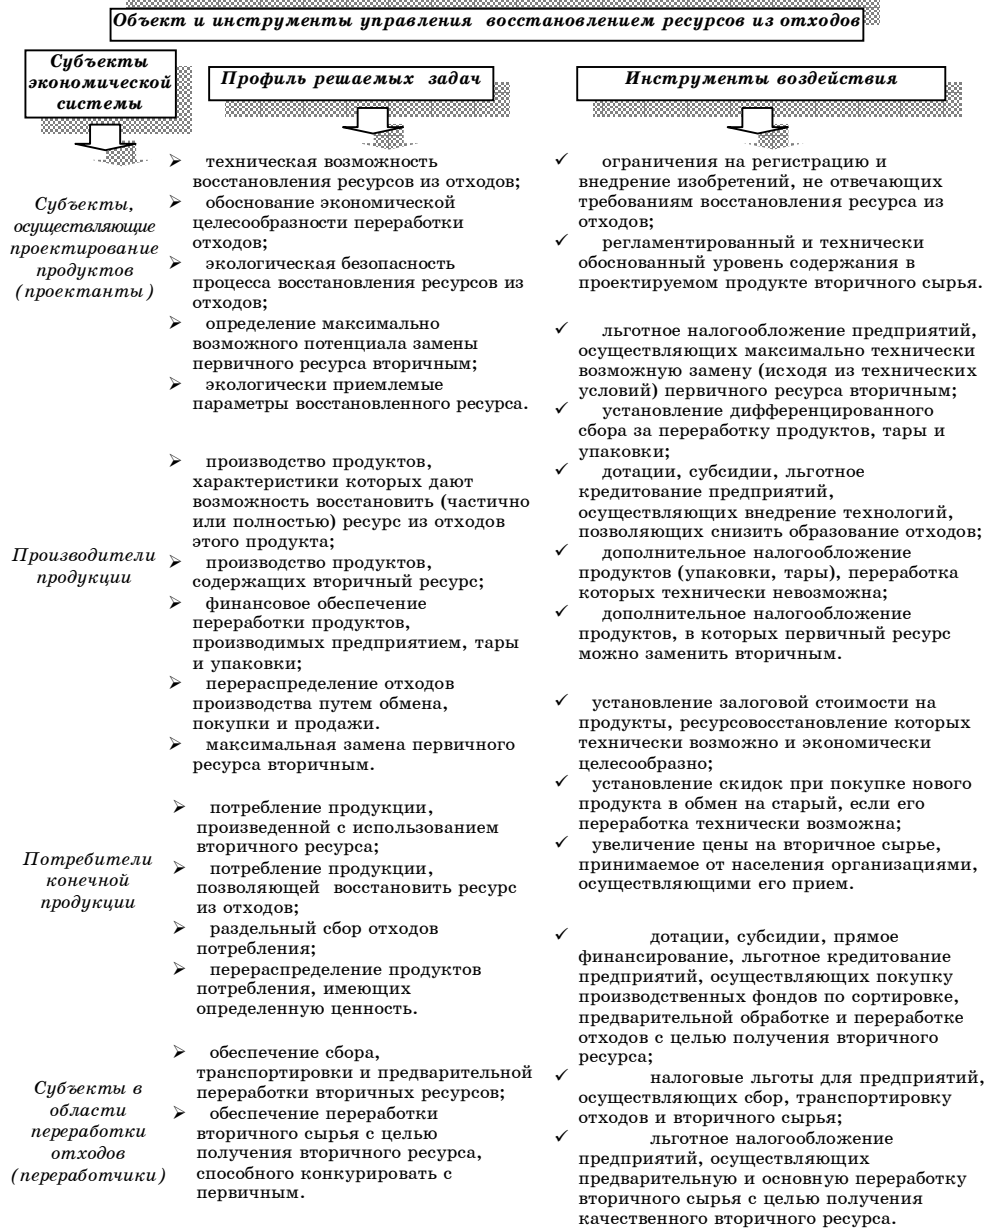 Объект и инструменты управления восстановлением ресурсов из отходов
Субъекты
экономической
системы
Профиль решаемых задач
Инструменты воздействия
Субъекты,
осуществляющие
проектирование
продуктов
(проектанты)
➢ техническая возможность
восстановления ресурсов из отходов;
➢ обоснование экономической
целесообразности переработки
отходов;
➢ экологическая безопасность
процесса восстановления ресурсов из
отходов;
➢ определение максимально
возможного потенциала замены
первичного ресурса вторичным;
➢ экологически приемлемые
параметры восстановленного ресурса.
✓ ограничения на регистрацию и
внедрение изобретений, не отвечающих
требованиям восстановления ресурса из
отходов;
✓ регламентированный и технически
обоснованный уровень содержания в
проектируемом продукте вторичного сырья.
Производители
продукции
➢ производство продуктов,
характеристики которых дают
возможность восстановить (частично
или полностью) ресурс из отходов
этого продукта;
➢ производство продуктов,
содержащих вторичный ресурс;
➢ финансовое обеспечение
переработки продуктов,
производимых предприятием, тары
и упаковки;
➢ перераспределение отходов
производства путем обмена,
покупки и продажи.
➢ максимальная замена первичного
ресурса вторичным.
✓ льготное налогообложение предприятий,
осуществляющих максимально технически
возможную замену (исходя из технических
условий) первичного ресурса вторичным;
✓ установление дифференцированного
сбора за переработку продуктов, тары и
упаковки;
✓ дотации, субсидии, льготное
кредитование предприятий,
осуществляющих внедрение технологий,
позволяющих снизить образование отходов;
✓ дополнительное налогообложение
продуктов (упаковки, тары), переработка
которых технически невозможна;
✓ дополнительное налогообложение
продуктов, в которых первичный ресурс
можно заменить вторичным.
Потребители
конечной
продукции
➢ потребление продукции,
произведенной с использованием
вторичного ресурса;
➢ потребление продукции,
позволяющей восстановить ресурс
из отходов;
➢ раздельный сбор отходов
потребления;
➢ перераспределение продуктов
потребления, имеющих
определенную ценность.
✓ установление залоговой стоимости на
продукты, ресурсовосстановление которых
технически возможно и экономически
целесообразно;
✓ установление скидок при покупке нового
продукта в обмен на старый, если его
переработка технически возможна;
✓ увеличение цены на вторичное сырье,
принимаемое от населения организациями,
осуществляющими его прием.
Субъекты в
области
переработки
отходов
(переработчики)
➢ обеспечение сбора,
транспортировки и предварительной
переработки вторичных ресурсов;
➢ обеспечение переработки
вторичного сырья с целью
получения вторичного ресурса,
способного конкурировать с
первичным.
✓ дотации, субсидии, прямое
финансирование, льготное кредитование
предприятий, осуществляющих покупку
производственных фондов по сортировке,
предварительной обработке и переработке
отходов с целью получения вторичного
ресурса;
✓ налоговые льготы для предприятий,
осуществляющих сбор, транспортировку
отходов и вторичного сырья;
✓ льготное налогообложение
предприятий, осуществляющих
предварительную и основную переработку
вторичного сырья с целью получения
качественного вторичного ресурса.